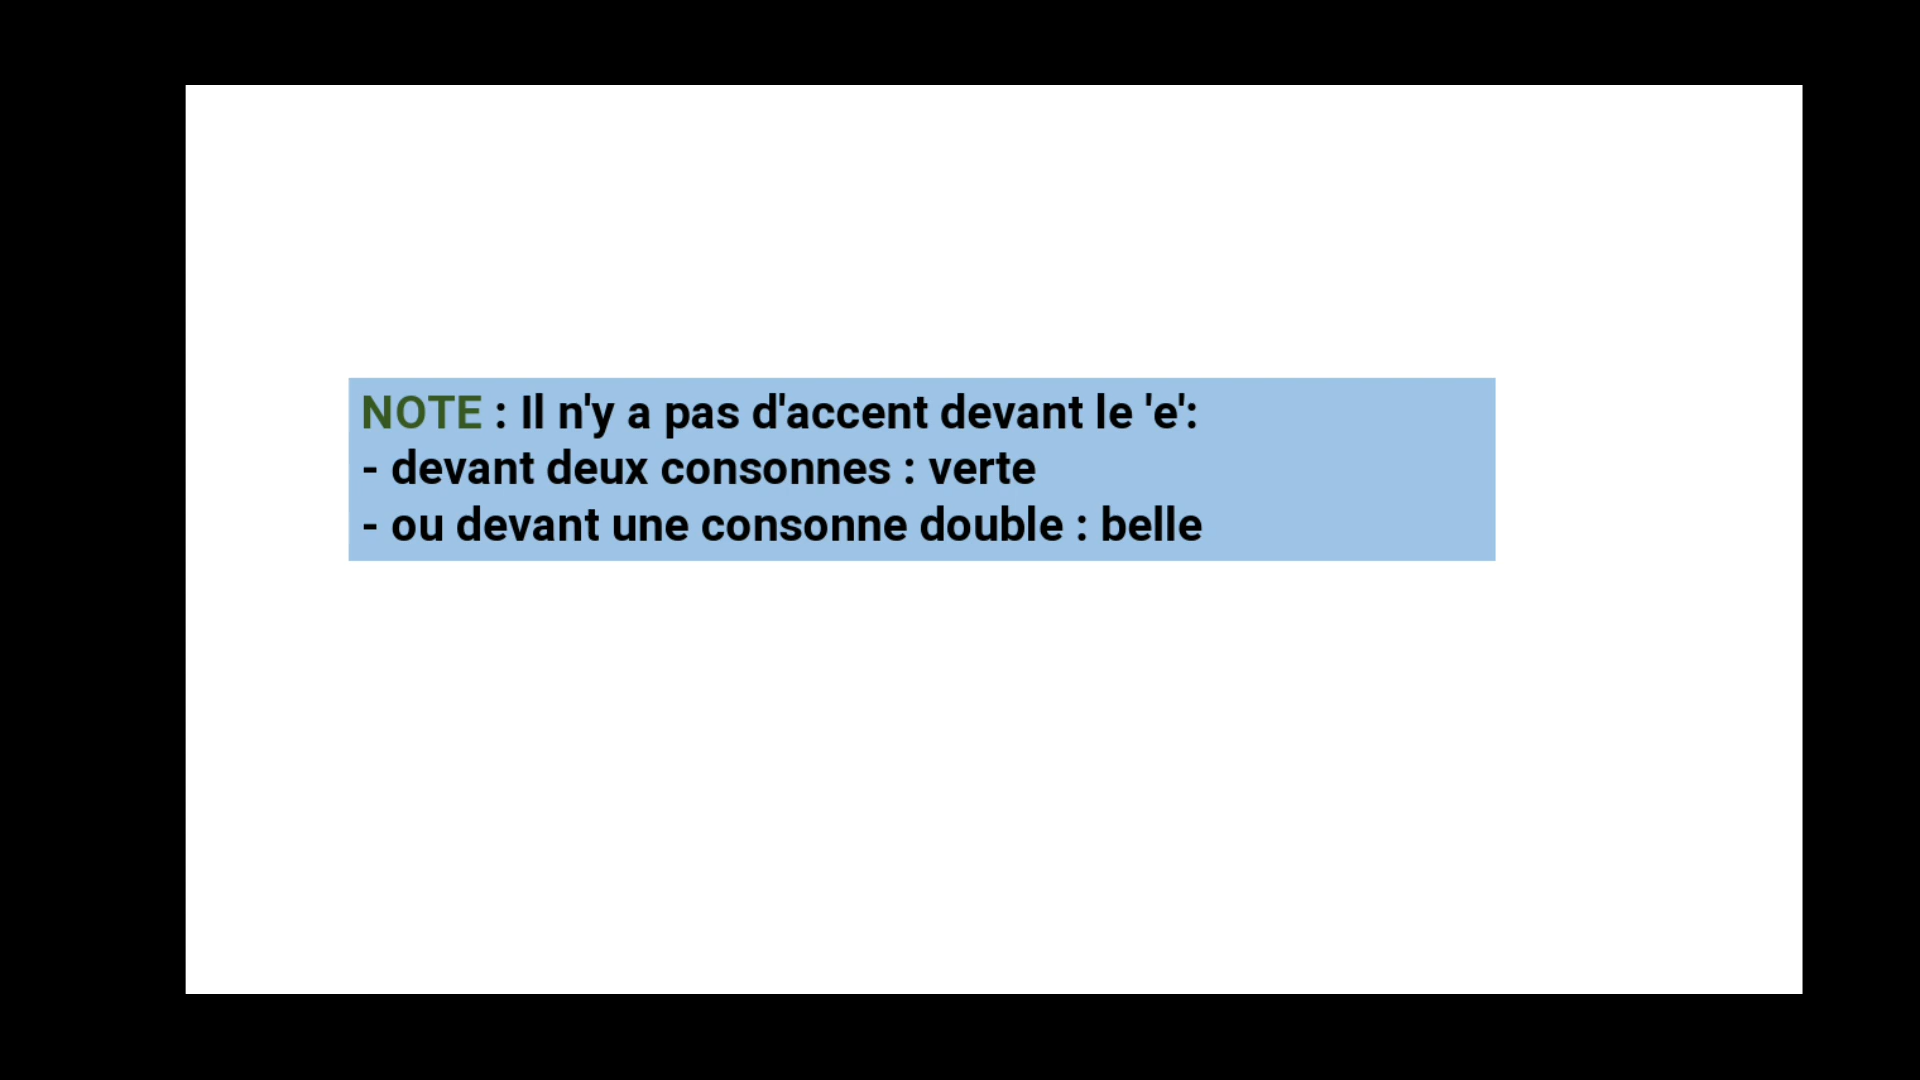 NOTE : Il n'y a pas d'accent devant le 'e':
- devant deux consonnes : verte
- ou devant une consonne double : belle